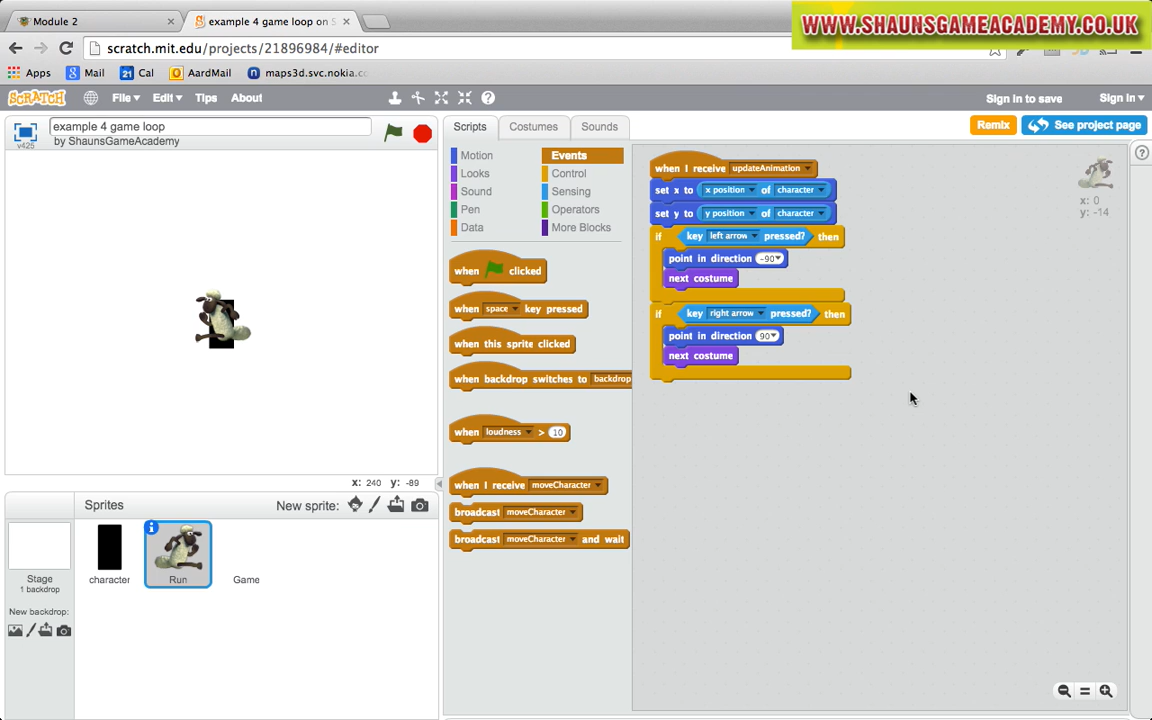 Module 2
example 4 game loop on S
WWW.SHAUNSGAMEACADEMY.CO.UK
scratch.mit.edu/projects/21896984/#editor
Apps
8 Mail
21 Cal
AardMail
maps3d.svc.nokia.co
SCRATCH
File
Edit
Tips
About
Sign in to save
Sign in
v425
example 4 game loop
by ShaunsGameAcademy
Scripts
Costumes
Sounds
Remix
See project page
Motion
Events
Looks
Control
Sound
Sensing
Pen
Operators
Data
More Blocks
when clicked
when space key pressed
when this sprite clicked
when backdrop switches to backdrop
when loudness > 10
when I receive moveCharacter
broadcast moveCharacter
broadcast moveCharacter and wait
when I receive updateAnimation
set x to x position of character
set y to y position of character
if key left arrow pressed? then
point in direction -90
next costume
if key right arrow pressed? then
point in direction 90
next costume
x: 0
y: -14
?
x: 240 y: -89
Sprites
New sprite:
Stage
1 backdrop
New backdrop:
character
i
Run
Game